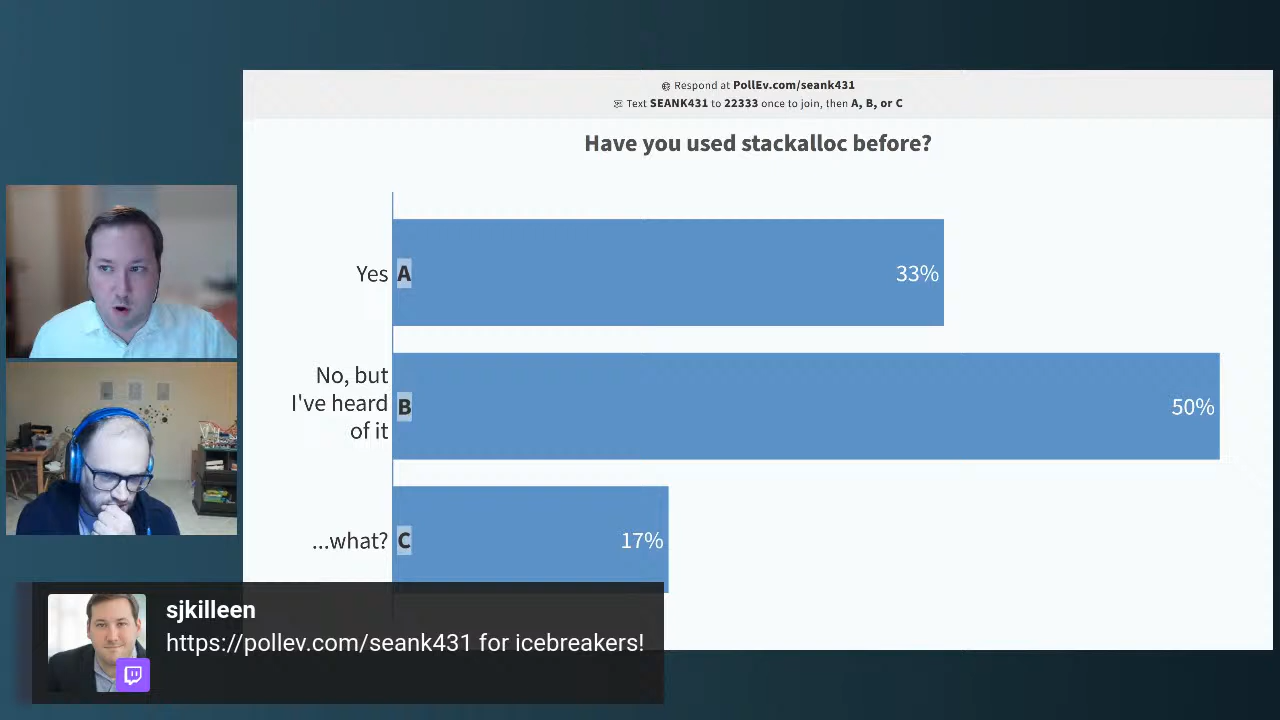 Respond at PollEv.com/seank431
Text SEANK431 to 22333 once to join, then A, B, or C
Have you used stackalloc before?
Yes A 33%
No, but
I've heard
of it
B 50%
...what? C 17%
sjkilleen
https://pollev.com/seank431 for icebreakers!